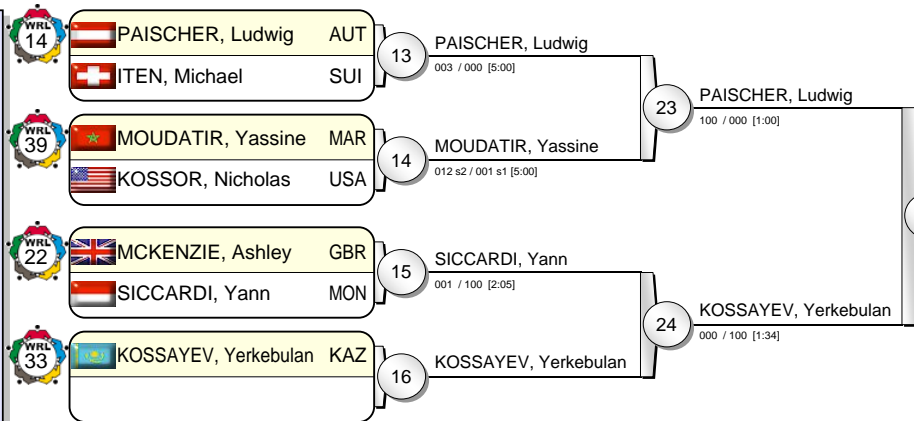 WRL
14
PAISCHER, Ludwig AUT
ITEN, Michael SUI
13
PAISCHER, Ludwig
003 / 000 [5:00]
WRL
39
MOUDATIR, Yassine MAR
KOSSOR, Nicholas USA
14
MOUDATIR, Yassine
012 s2 / 001 s1 [5:00]
23
PAISCHER, Ludwig
100 / 000 [1:00]
WRL
22
MCKENZIE, Ashley GBR
SICCARDI, Yann MON
15
SICCARDI, Yann
001 / 100 [2:05]
WRL
33
KOSSAYEV, Yerkebulan KAZ
16
KOSSAYEV, Yerkebulan
24
KOSSAYEV, Yerkebulan
000 / 100 [1:34]